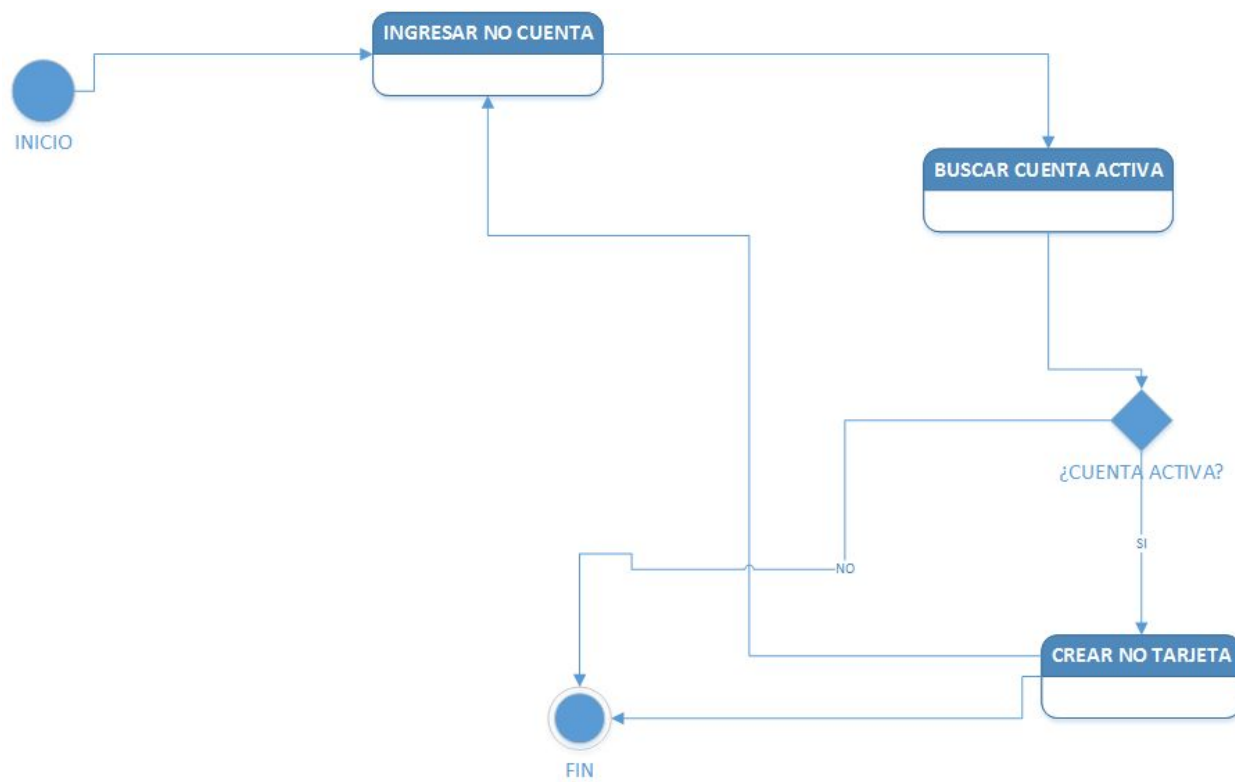 INGRESAR NO CUENTA
INICIO
BUSCAR CUENTA ACTIVA
¿CUENTA ACTIVA?
SI
NO
CREAR NO TARJETA
FIN